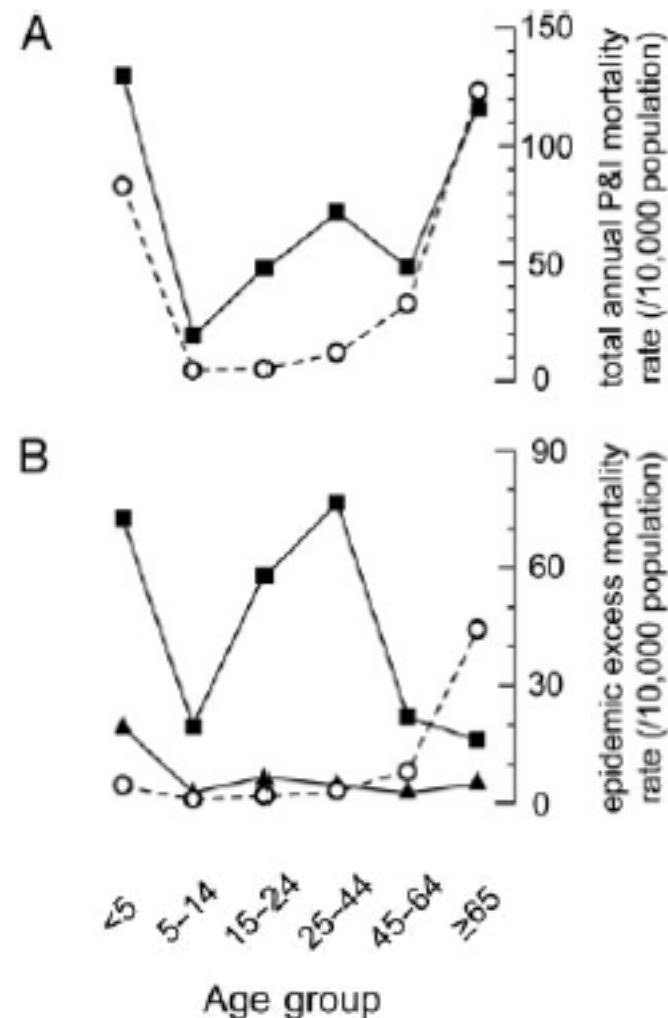 A
150
100
50
0
total annual P&I mortality
rate (/10,000 population)
B
90
60
30
0
epidemic excess mortality
rate (/10,000 population)
<5
5–14
15–24
25–44
45–64
≥65
Age group